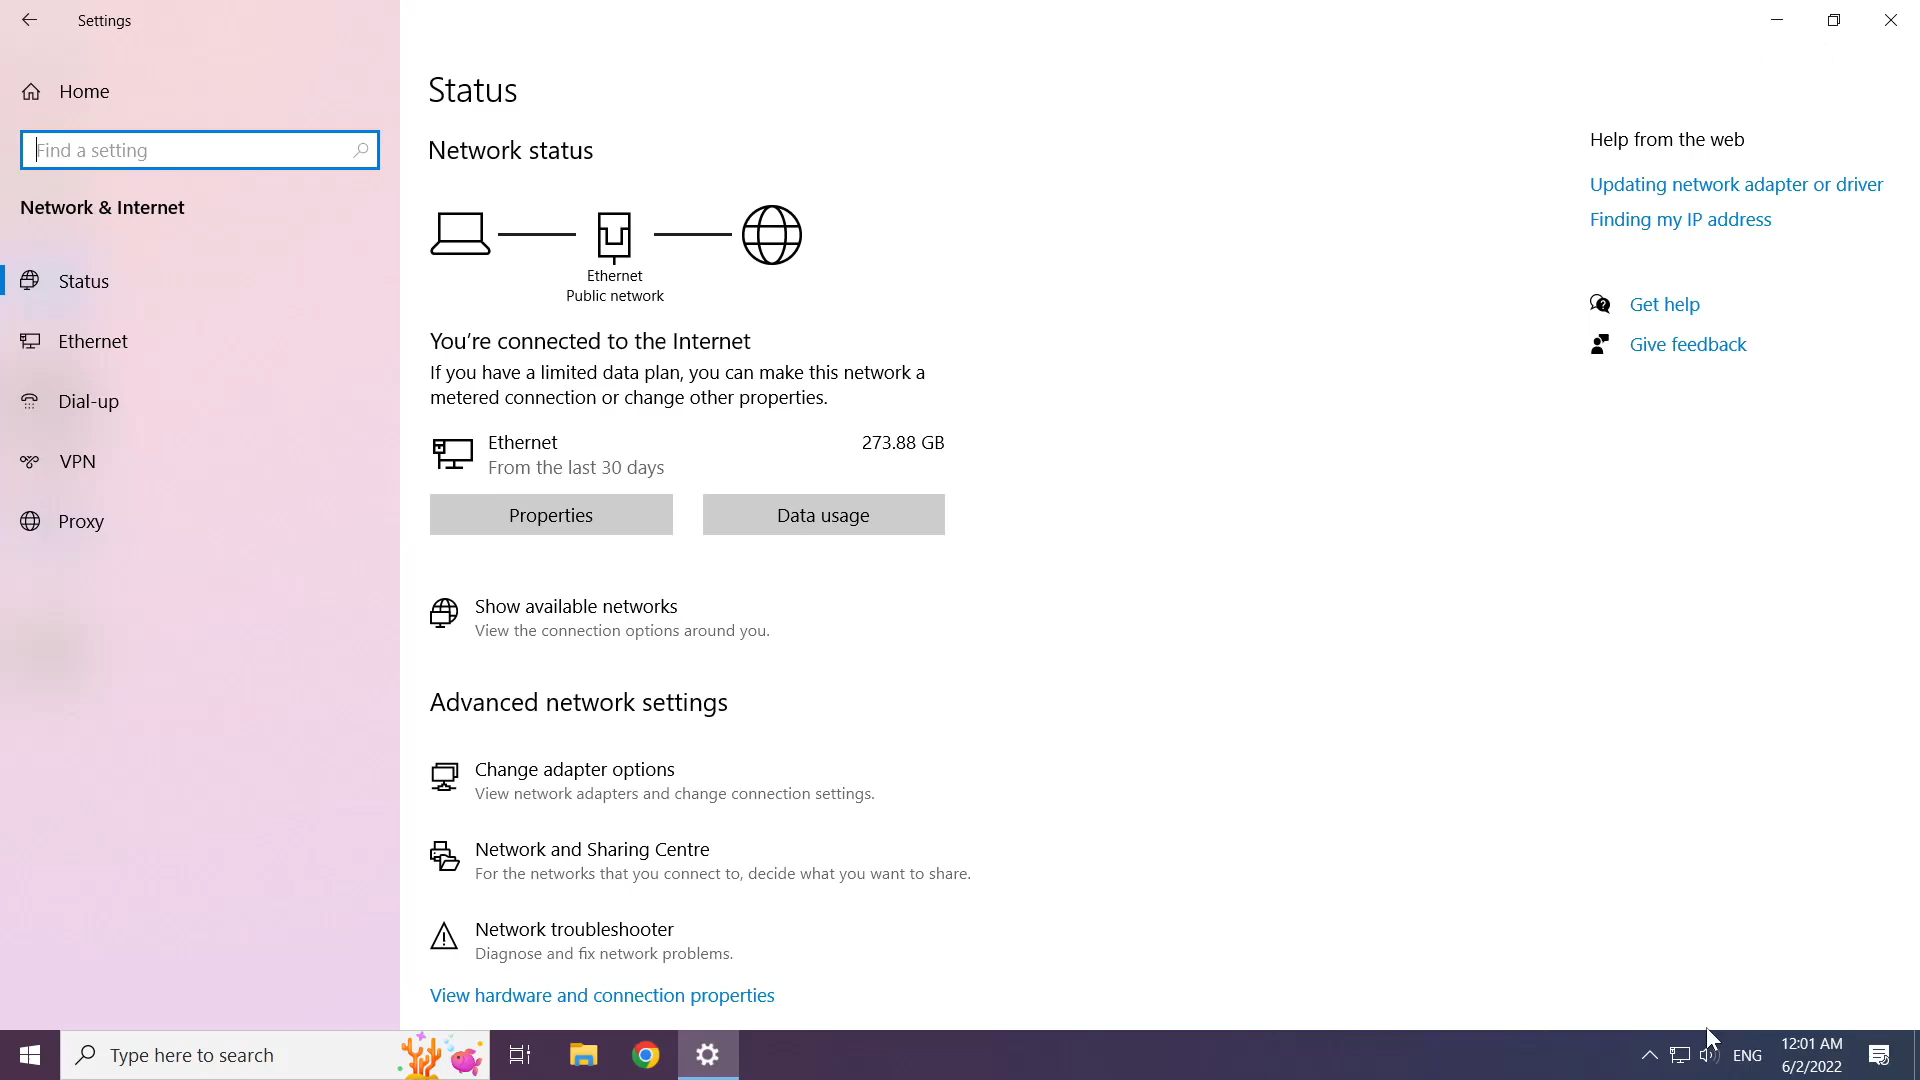 Settings
Home
Find a setting
Network & Internet
Status
Ethernet
Dial-up
VPN
Proxy
Status
Network status
Ethernet
Public network
You’re connected to the Internet
If you have a limited data plan, you can make this network a
metered connection or change other properties.
Ethernet 273.88 GB
From the last 30 days
Properties Data usage
Show available networks
View the connection options around you.
Advanced network settings
Change adapter options
View network adapters and change connection settings.
Network and Sharing Centre
For the networks that you connect to, decide what you want to share.
Network troubleshooter
Diagnose and fix network problems.
View hardware and connection properties
Help from the web
Updating network adapter or driver
Finding my IP address
Get help
Give feedback
Type here to search
ENG
12:01 AM
6/2/2022